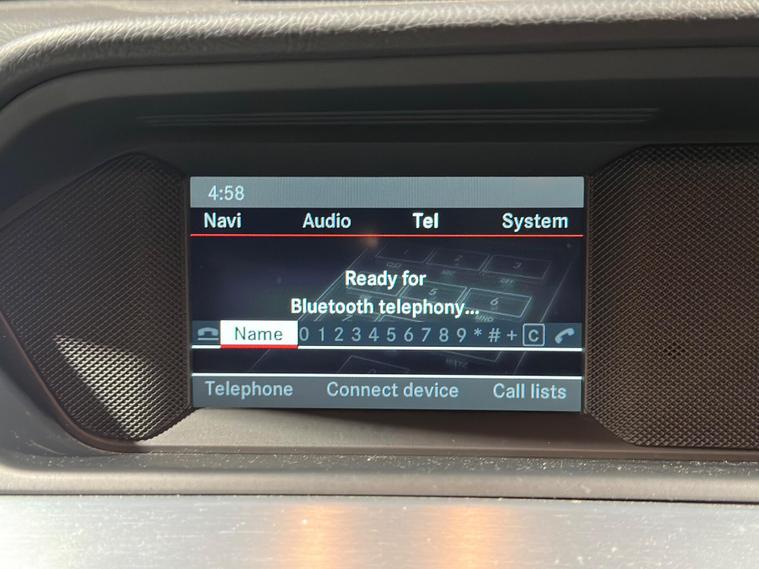 4:58
Navi Audio Tel System
Ready for
Bluetooth telephony...
Name 0 1 2 3 4 5 6 7 8 9 * # + C
Telephone Connect device Call lists